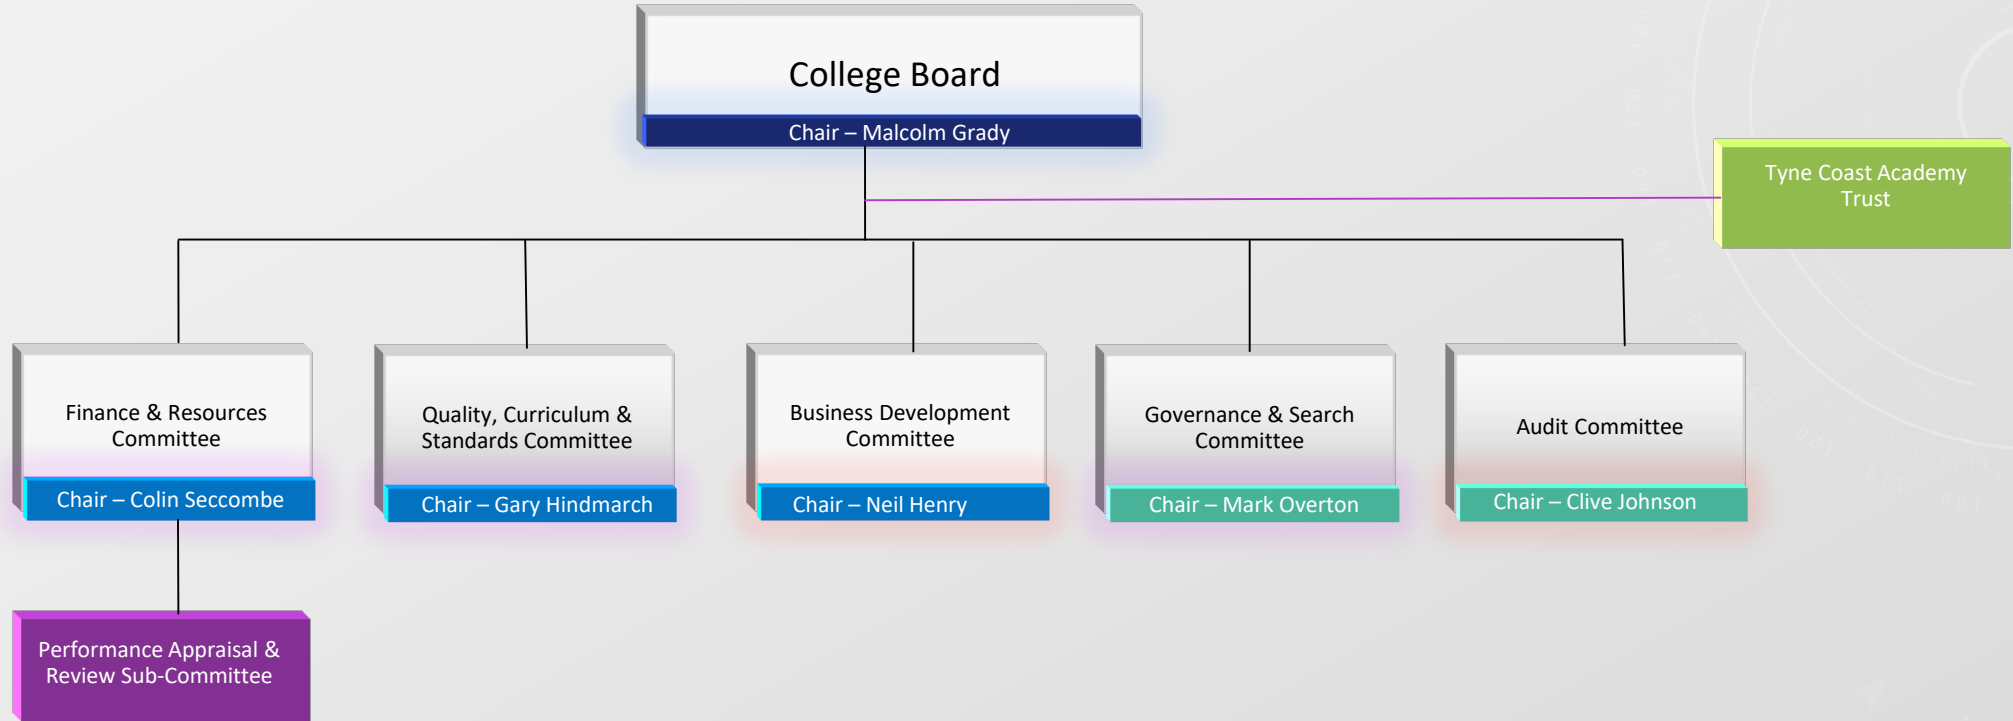 College Board
Chair – Malcolm Grady
Tyne Coast Academy
Trust
Finance & Resources
Committee
Chair – Colin Seccombe
Quality, Curriculum &
Standards Committee
Chair – Gary Hindmarch
Business Development
Committee
Chair – Neil Henry
Governance & Search
Committee
Chair – Mark Overton
Audit Committee
Chair – Clive Johnson
Performance Appraisal &
Review Sub-Committee